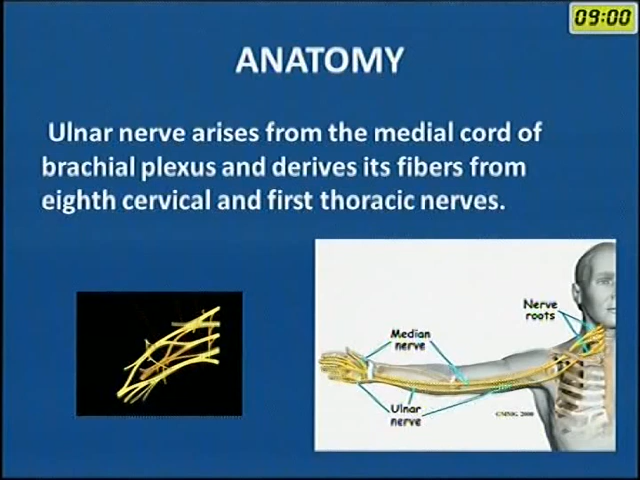 09:00
ANATOMY
Ulnar nerve arises from the medial cord of
brachial plexus and derives its fibers from
eighth cervical and first thoracic nerves.
Nerve
roots
Median
nerve
Ulnar
nerve